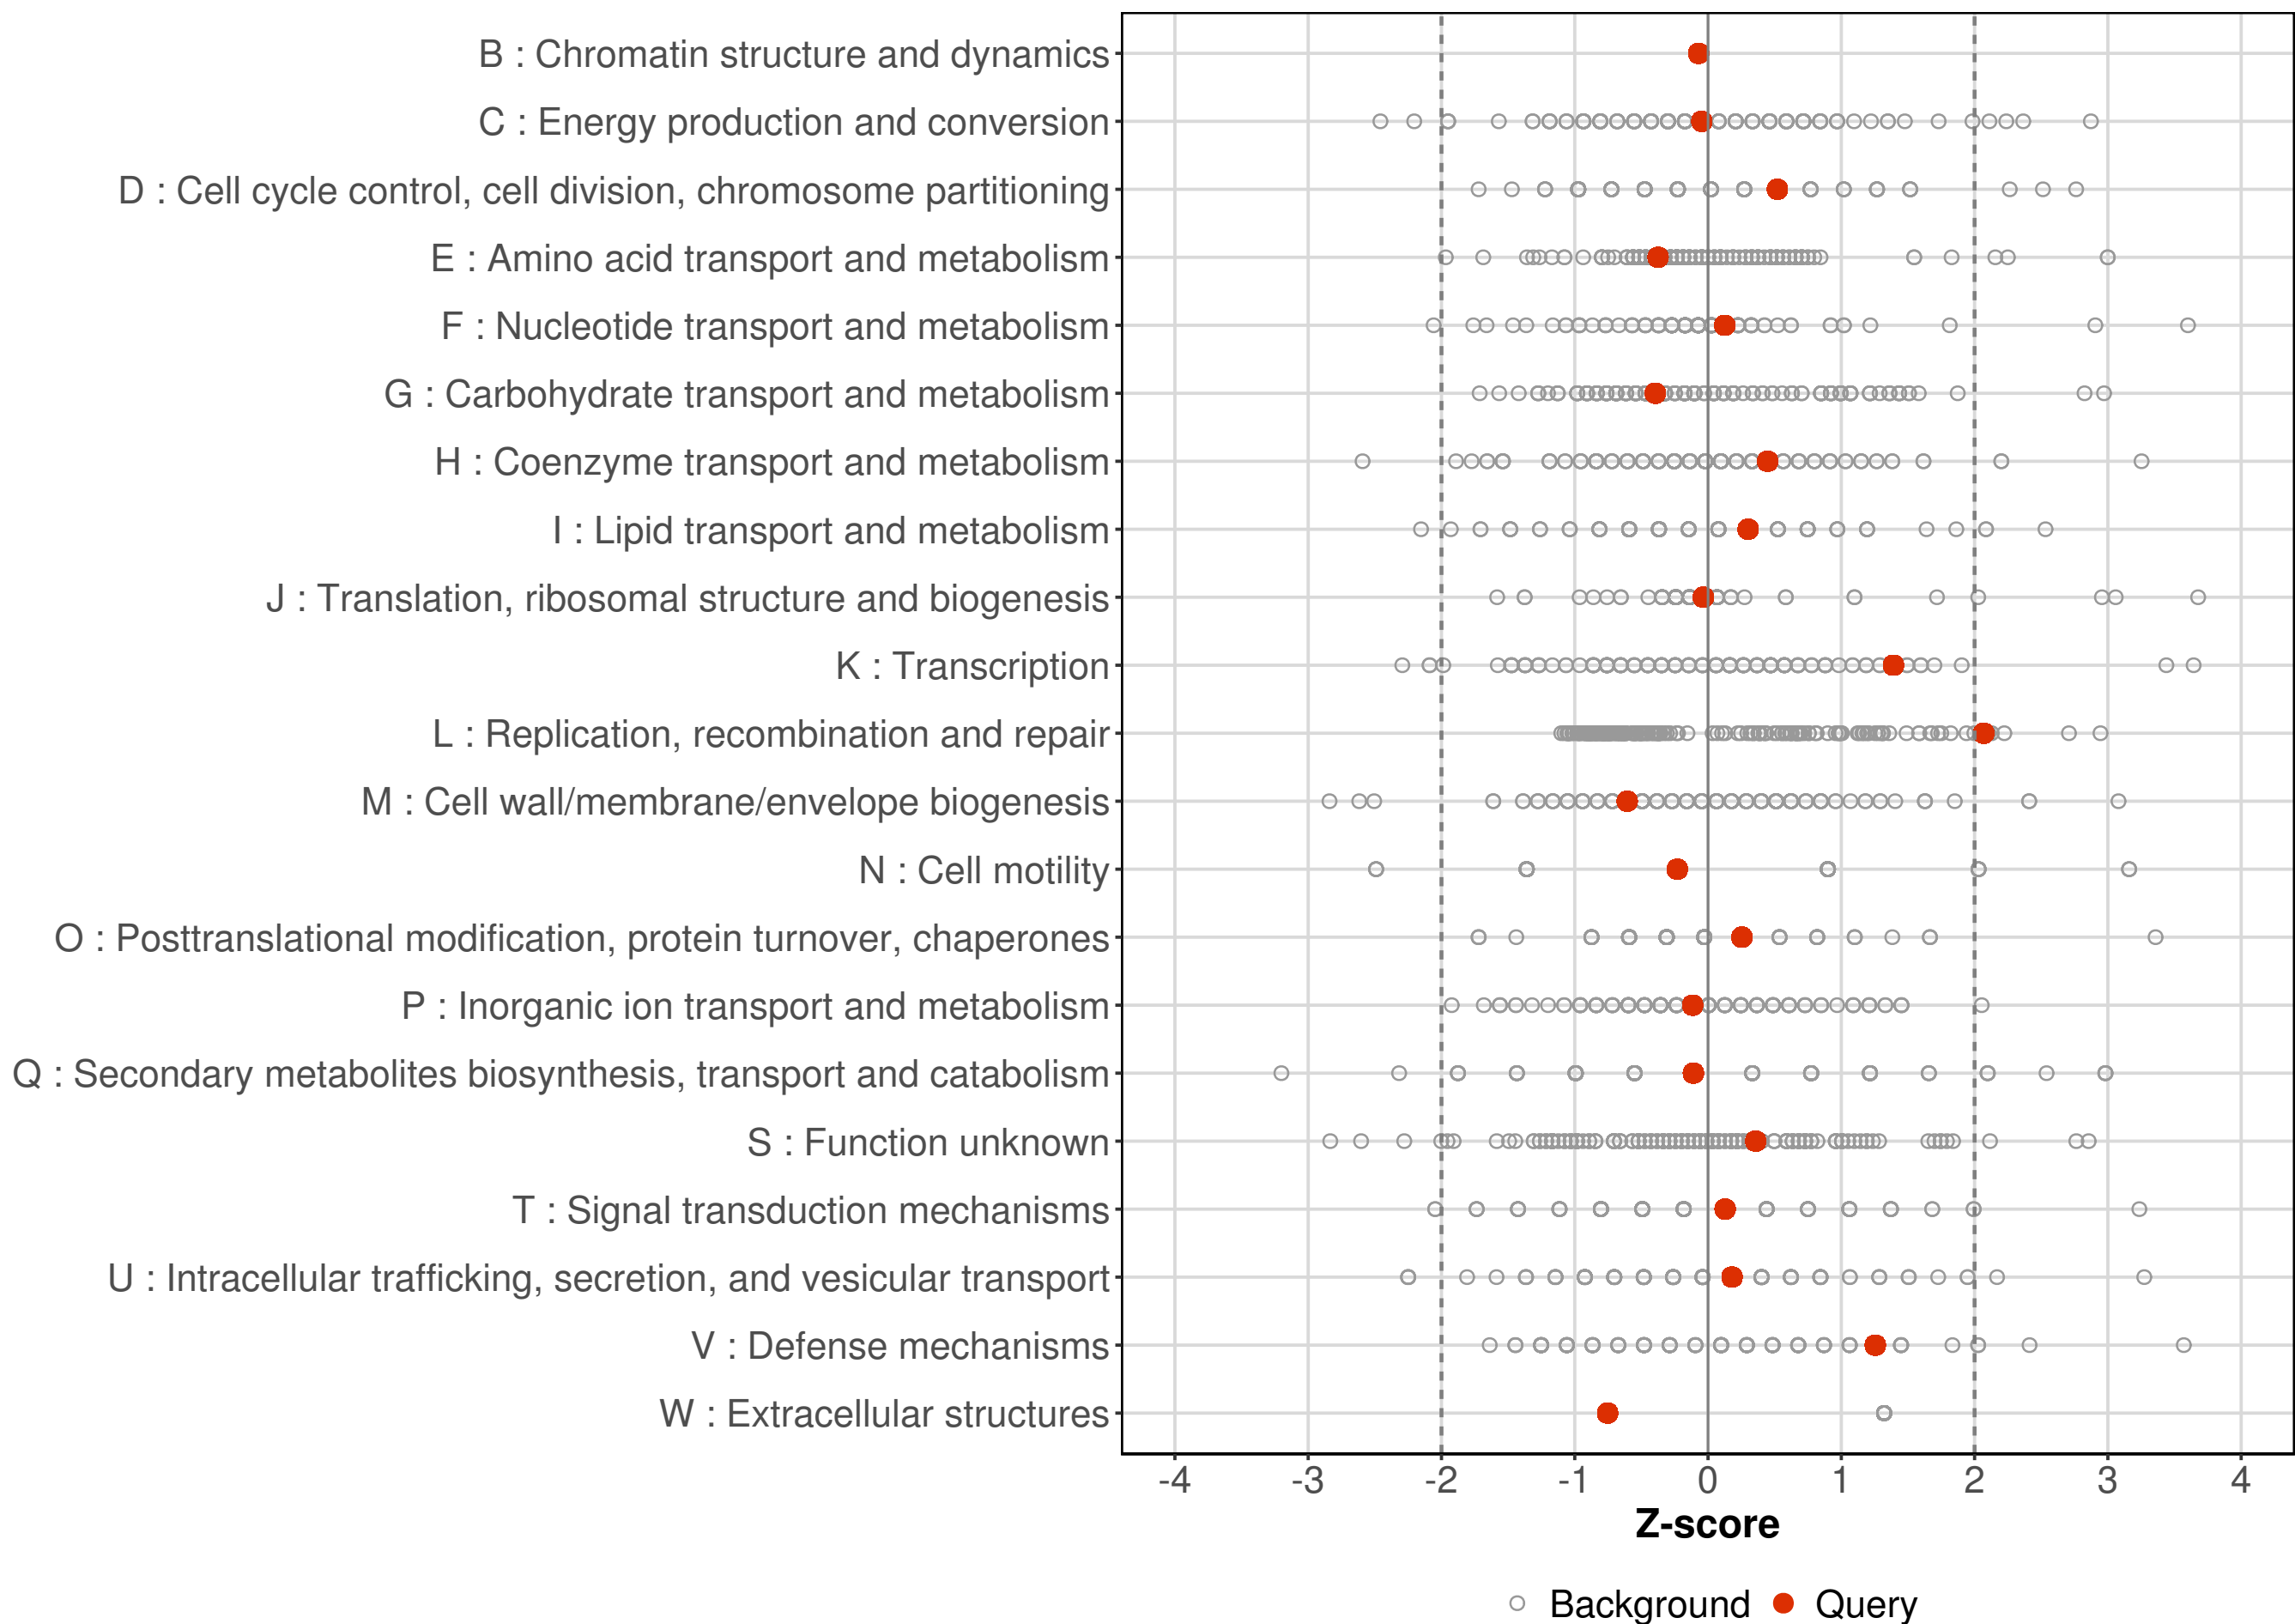 B : Chromatin structure and dynamics
C : Energy production and conversion
D : Cell cycle control, cell division, chromosome partitioning
E : Amino acid transport and metabolism
F : Nucleotide transport and metabolism
G : Carbohydrate transport and metabolism
H : Coenzyme transport and metabolism
I : Lipid transport and metabolism
J : Translation, ribosomal structure and biogenesis
K : Transcription
L : Replication, recombination and repair
M : Cell wall/membrane/envelope biogenesis
N : Cell motility
O : Posttranslational modification, protein turnover, chaperones
P : Inorganic ion transport and metabolism
Q : Secondary metabolites biosynthesis, transport and catabolism
S : Function unknown
T : Signal transduction mechanisms
U : Intracellular trafficking, secretion, and vesicular transport
V : Defense mechanisms
W : Extracellular structures
-4 -3 -2 -1 0 1 2 3 4
Z-score
Background Query